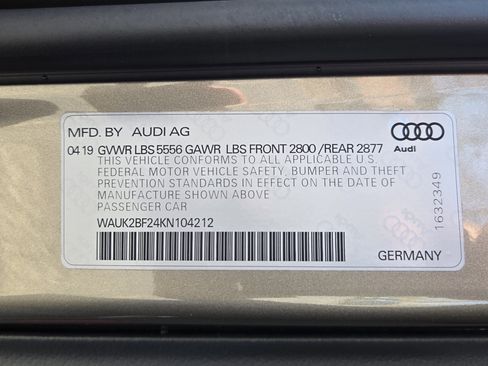 MFD. BY AUDI AG
04 19 GVWR LBS 5556 GAWR LBS FRONT 2800 /REAR 2877
THIS VEHICLE CONFORMS TO ALL APPLICABLE U.S.
FEDERAL MOTOR VEHICLE SAFETY, BUMPER AND THEFT
PREVENTION STANDARDS IN EFFECT ON THE DATE OF
MANUFACTURE SHOWN ABOVE
PASSENGER CAR
WAUK2BF24KN104212
Audi
1632349
GERMANY